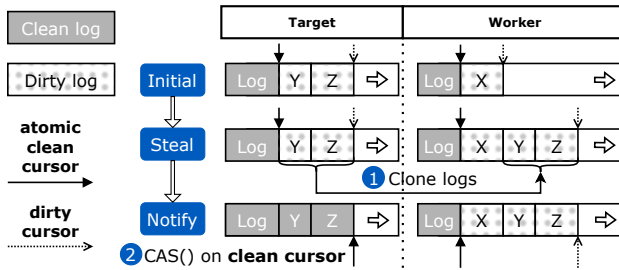 Target Worker
Clean log
Dirty log
Initial Log Y Z Log X
atomic
clean
cursor
Steal Log Y Z Log X Y Z
1 Clone logs
dirty
cursor
Notify Log Y Z Log X Y Z
2 CAS() on clean cursor